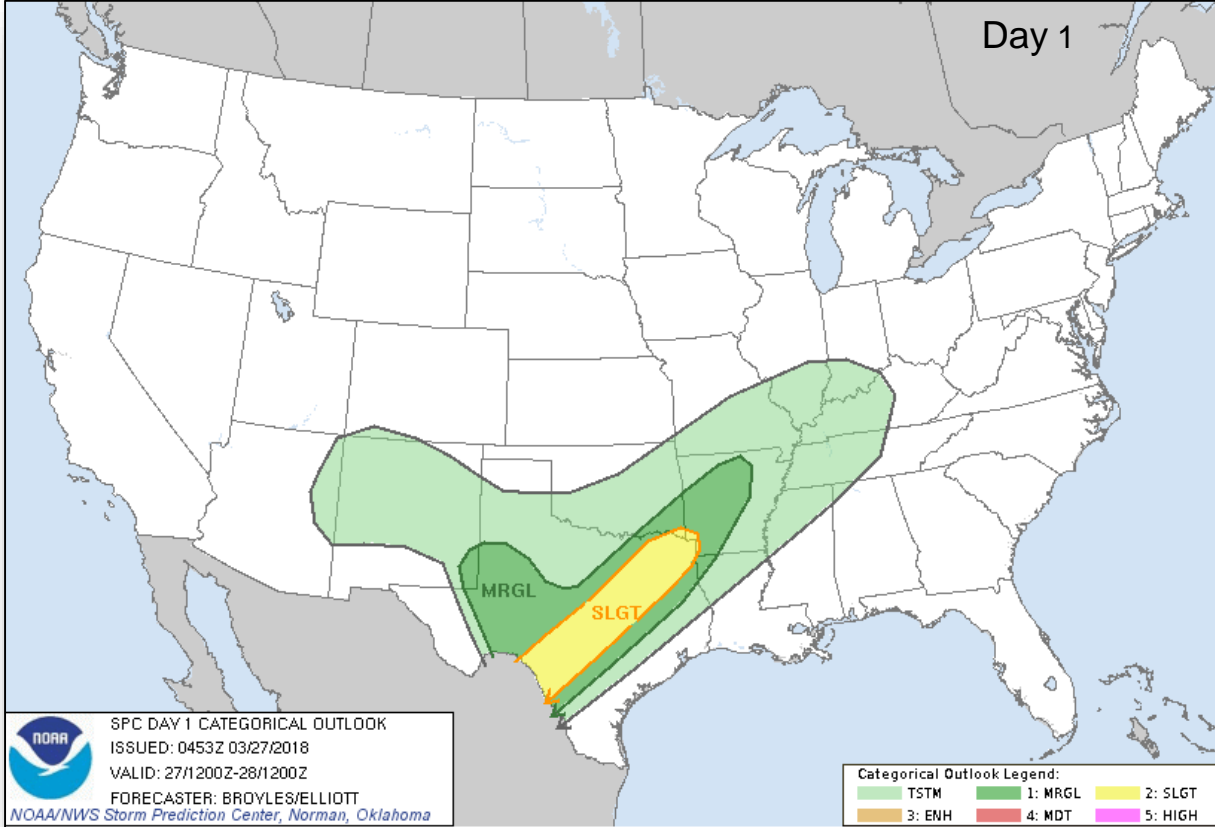 Day 1
MRGL
SLGT
NOAA
SPC DAY 1 CATEGORICAL OUTLOOK
ISSUED: 0453Z 03/27/2018
VALID: 27/1200Z-28/1200Z
FORECASTER: BROYLES/ELLIOTT
NOAA/NWS Storm Prediction Center, Norman, Oklahoma
Categorical Outlook Legend:
TSTM 1: MRGL 2: SLGT
3: ENH 4: MDT 5: HIGH